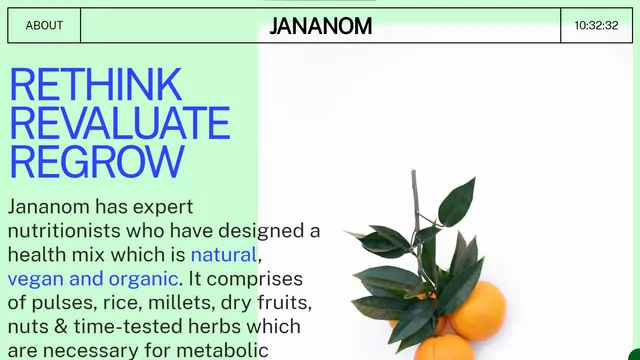 ABOUT
JANANOM
10:32:32
RETHINK
REVALUATE
REGROW
Jananom has expert
nutritionists who have designed a
health mix which is natural,
vegan and organic. It comprises
of pulses, rice, millets, dry fruits,
nuts & time-tested herbs which
are necessary for metabolic